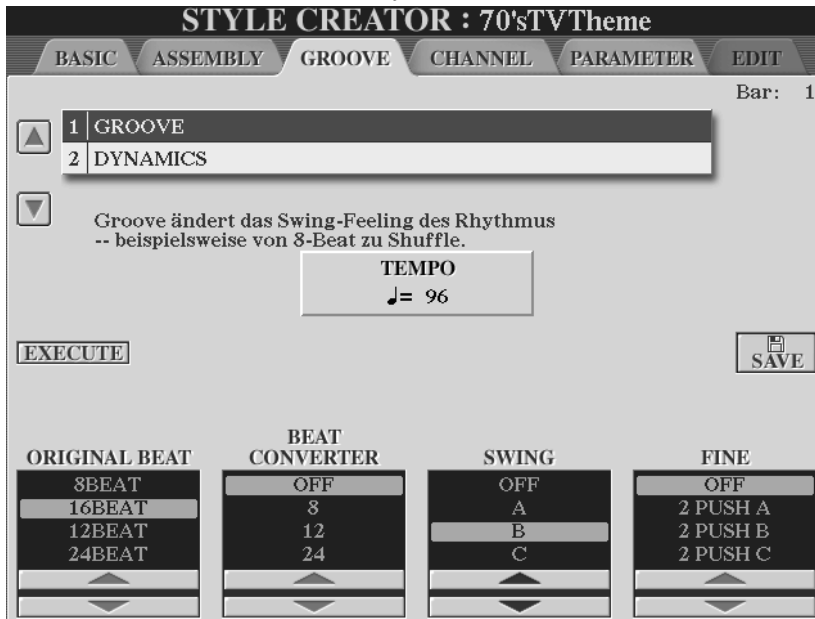 STYLE CREATOR : 70'sTVTheme
BASIC ASSEMBLY GROOVE CHANNEL PARAMETER EDIT
Bar: 1
1 GROOVE
2 DYNAMICS
Groove ändert das Swing-Feeling des Rhythmus
-- beispielsweise von 8-Beat zu Shuffle.
TEMPO
♩= 96
EXECUTE
SAVE
ORIGINAL BEAT
8BEAT
16BEAT
12BEAT
24BEAT
BEAT
CONVERTER
OFF
8
12
24
SWING
OFF
A
B
C
FINE
OFF
2 PUSH A
2 PUSH B
2 PUSH C